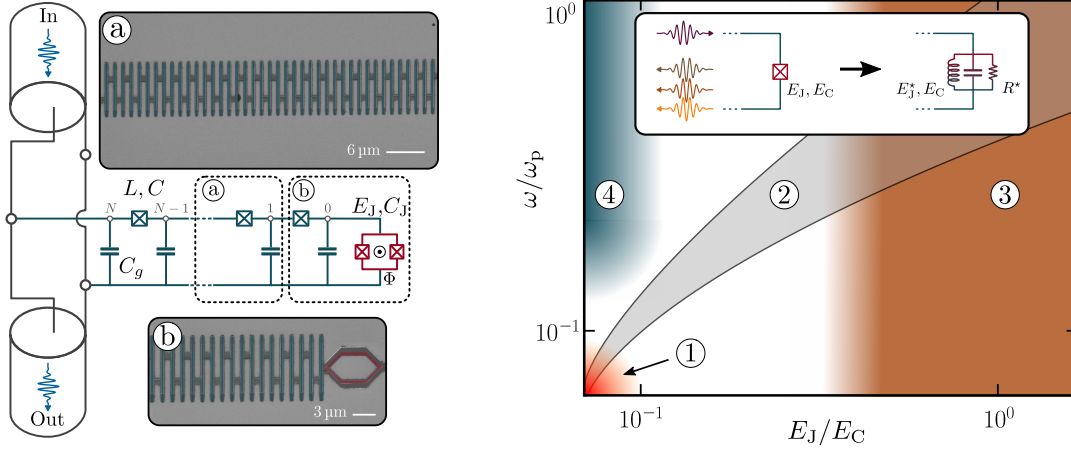 In
a
6 μm
L, C
N
N−1
a
1
b
0
E_J, C_J
C_g
Φ
b
3 μm
Out
10^0
ω/ω_p
10^{-1}
E_J, E_C
E_J^⋆, E_C
R^⋆
4
2
3
1
10^{-1}
10^0
E_J/E_C